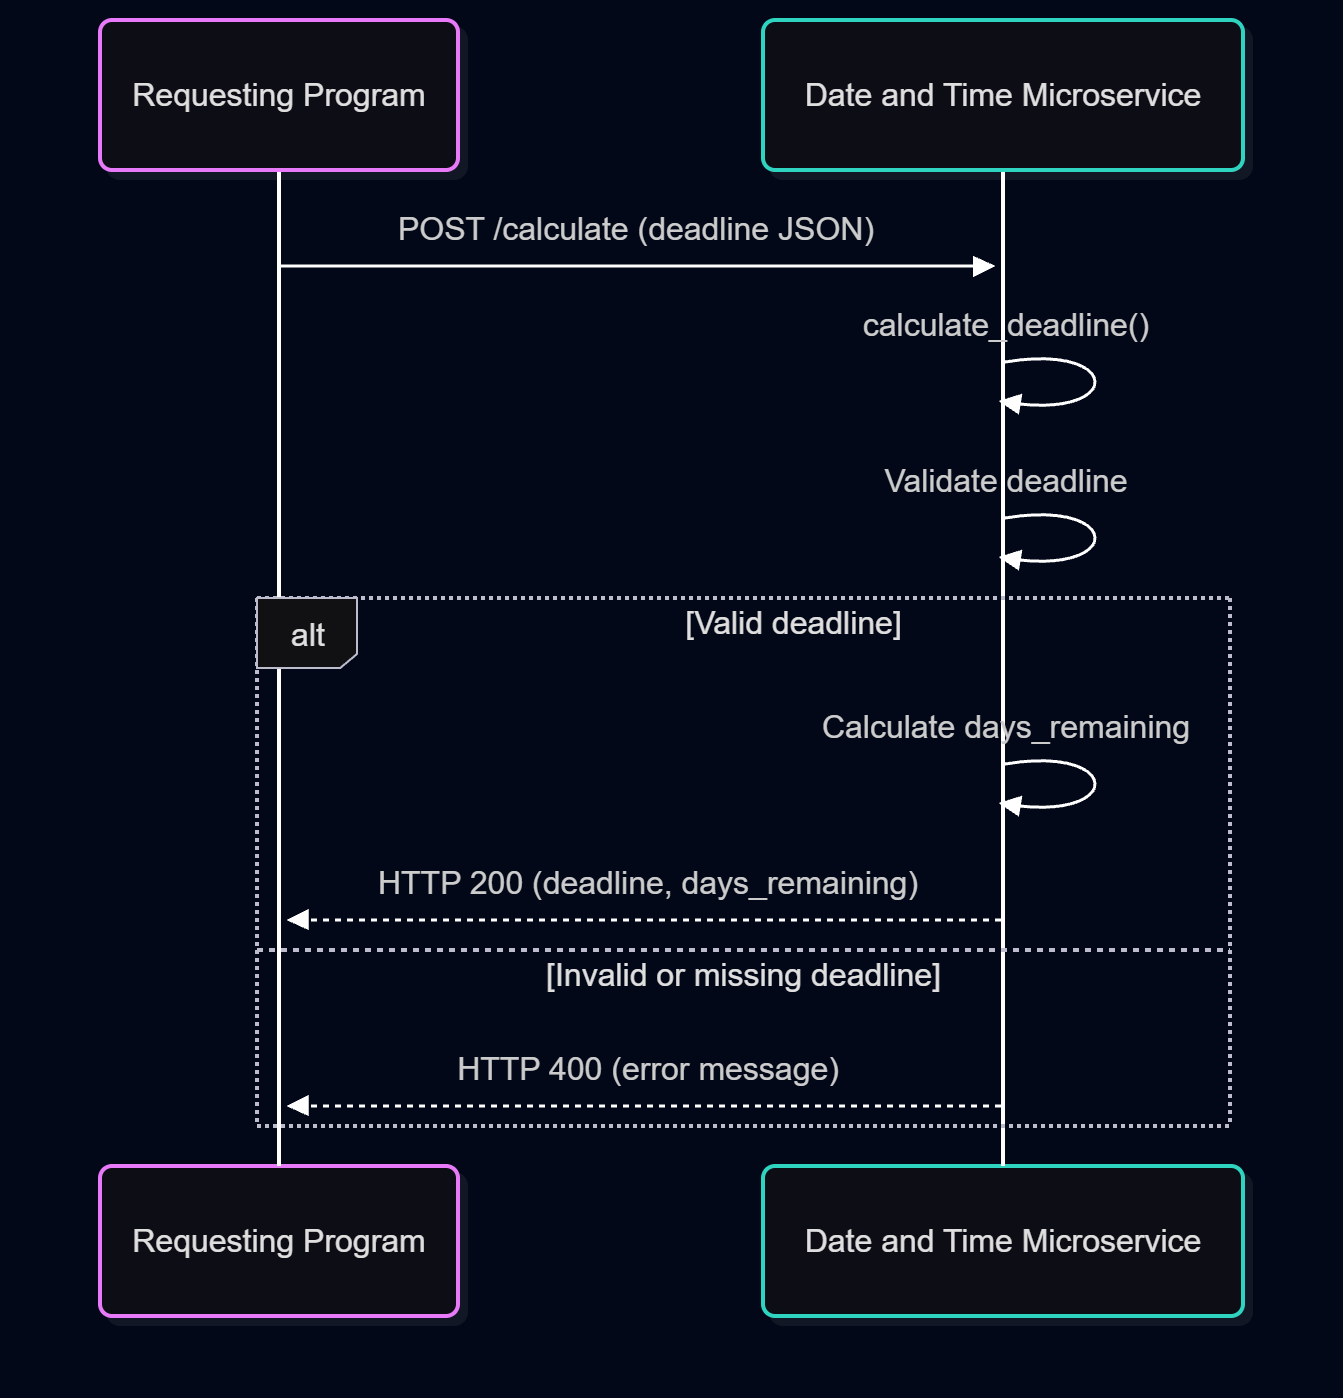 Requesting Program
Date and Time Microservice
POST /calculate (deadline JSON)
calculate_deadline()
Validate deadline
alt
[Valid deadline]
Calculate days_remaining
HTTP 200 (deadline, days_remaining)
[Invalid or missing deadline]
HTTP 400 (error message)
Requesting Program
Date and Time Microservice